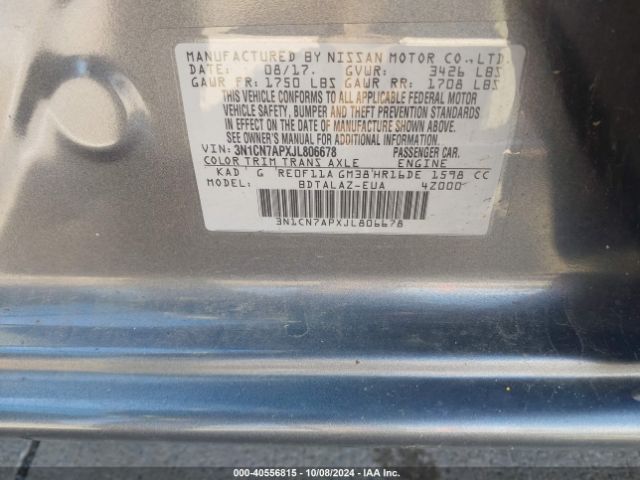 MANUFACTURED BY NISSAN MOTOR CO.,LTD.
DATE: 08/17. GVWR: 3426 LBS
GAWR FR: 1750 LBS GAWR RR: 1708 LBS
THIS VEHICLE CONFORMS TO ALL APPLICABLE FEDERAL MOTOR
VEHICLE SAFETY, BUMPER AND THEFT PREVENTION STANDARDS
IN EFFECT ON THE DATE OF MANUFACTURE SHOWN ABOVE.
SEE OWNER'S MANUAL FOR ADDITIONAL INFORMATION
VIN: 3N1CN7APXJL806678 PASSENGER CAR.
COLOR TRIM TRANS AXLE ENGINE
KAD G RE0F11A GM38 HR16DE 1598 CC
MODEL: BDTALAZ-EUA 4Z000
3N1CN7APXJL806678
000-40556815 | 10/08/2024 | IAA Inc.